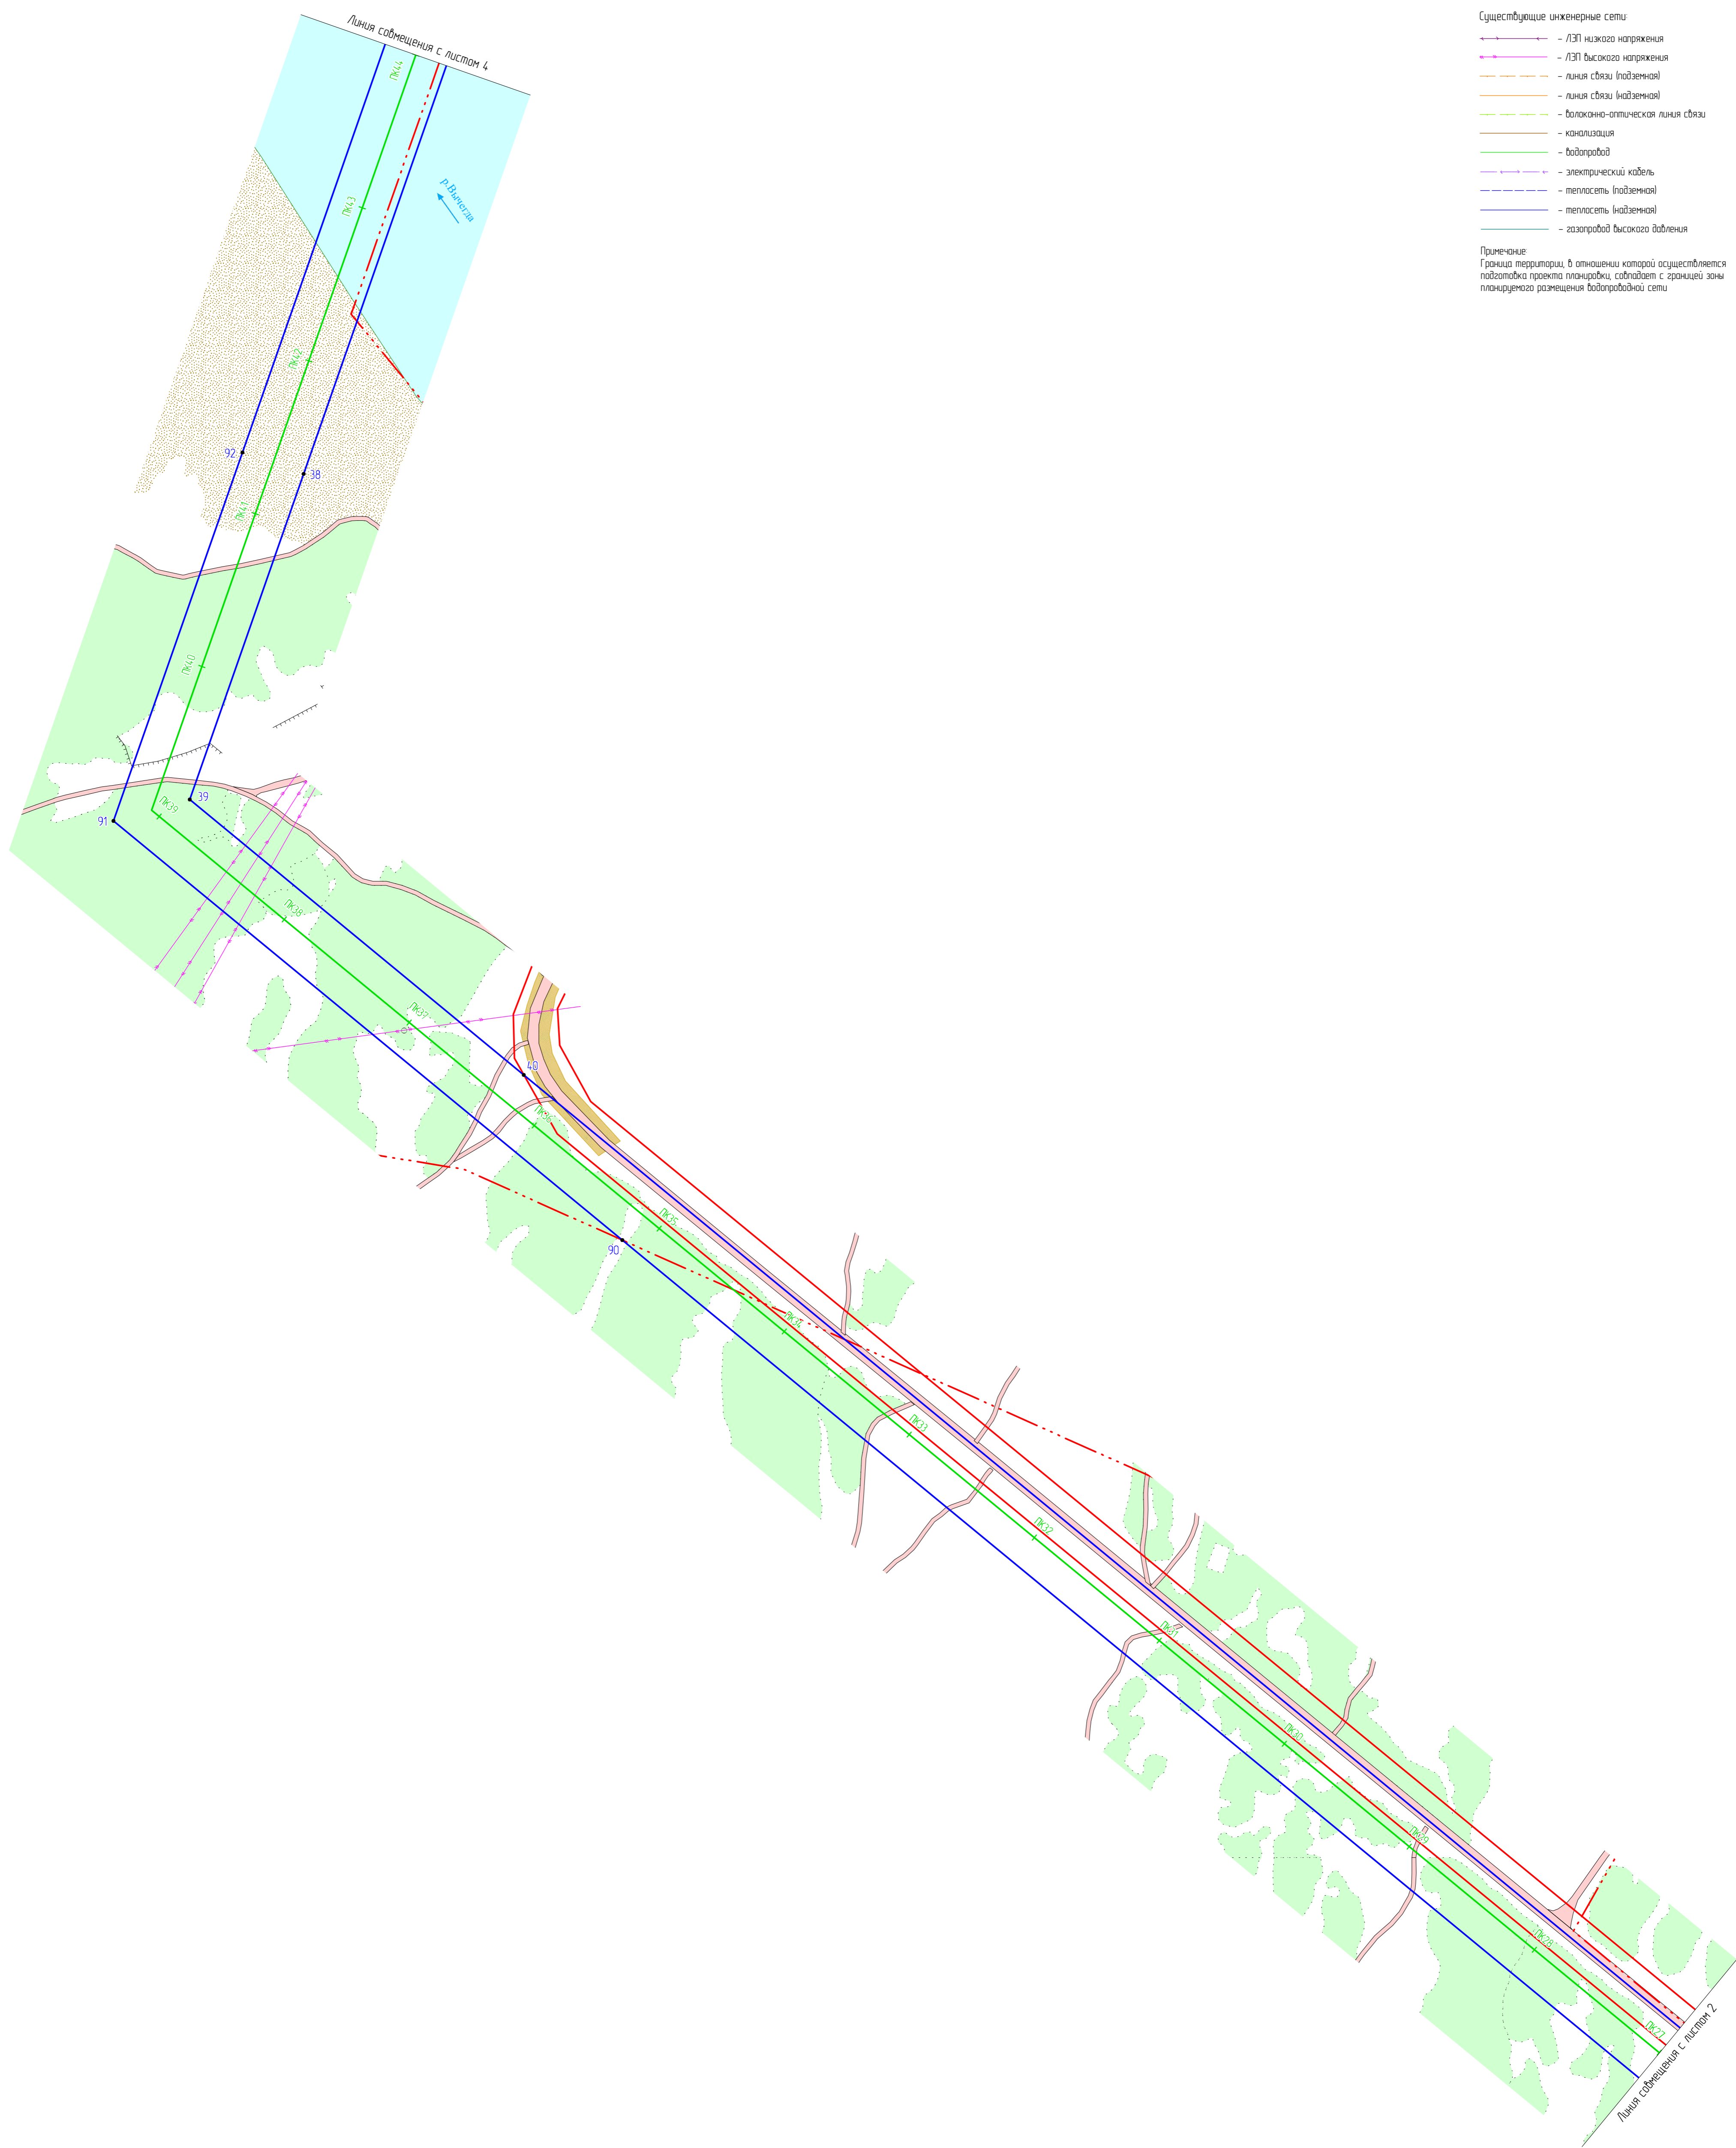 Линия совмещения с листом 4
Существующие инженерные сети:
- ЛЭП низкого напряжения
- ЛЭП высокого напряжения
- линия связи (подземная)
- линия связи (надземная)
- волоконно-оптическая линия связи
- канализация
- водопровод
- электрический кабель
- теплосеть (подземная)
- теплосеть (надземная)
- газопровод высокого давления
Примечание:
Граница территории, в отношении которой осуществляется
подготовка проекта планировки, совпадает с границей зоны
планируемого размещения водопроводной сети
ПК44
р.Вычегда
ПК43
ПК42
92
38
ПК41
ПК40
39
ПК39
91
ПК38
ПК37
40
ПК36
ПК35
90
ПК34
ПК33
ПК32
ПК31
ПК30
ПК29
ПК28
ПК27
Линия совмещения с листом 2